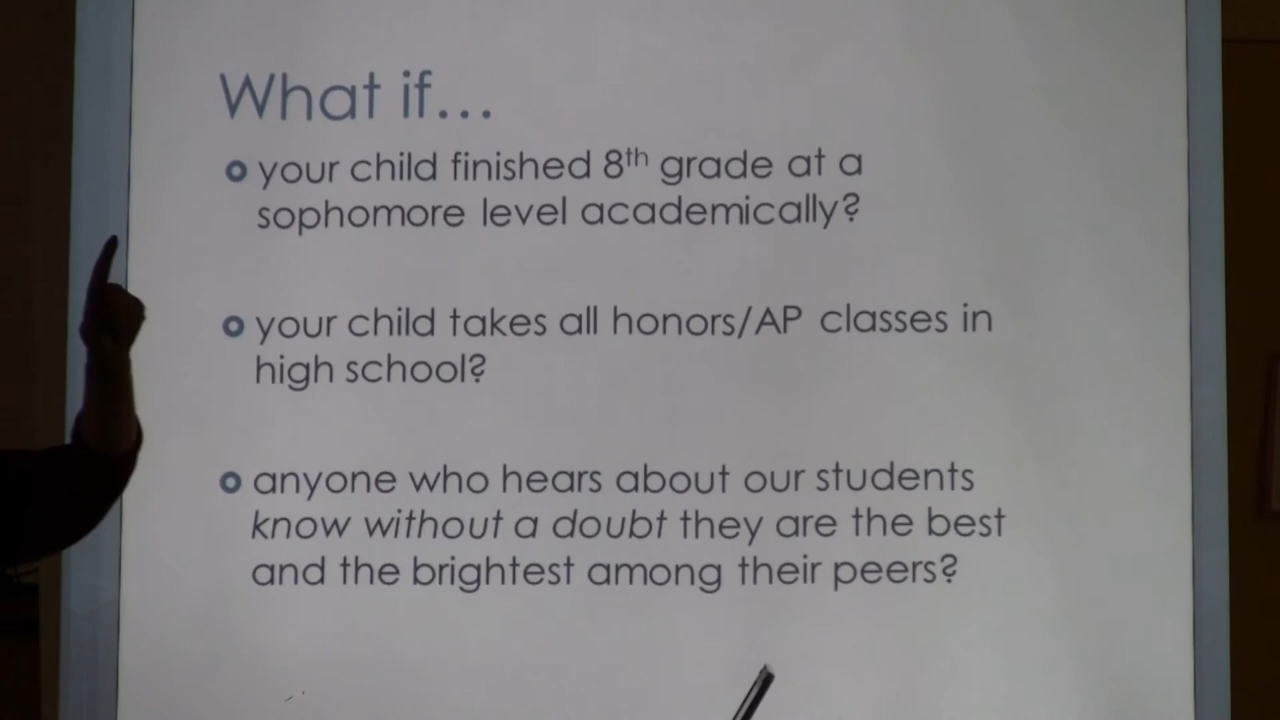 What if...
your child finished 8th grade at a
sophomore level academically?
your child takes all honors/AP classes in
high school?
anyone who hears about our students
know without a doubt they are the best
and the brightest among their peers?